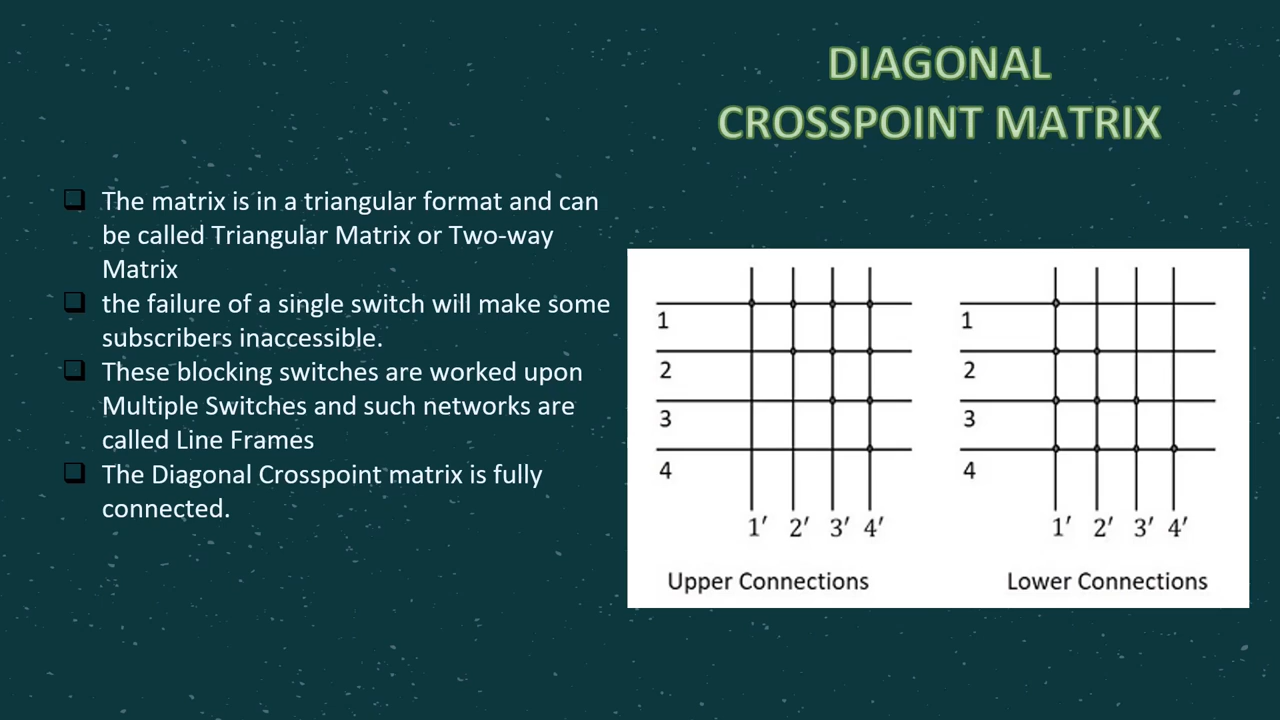 DIAGONAL
CROSSPOINT MATRIX
The matrix is in a triangular format and can
be called Triangular Matrix or Two-way
Matrix
the failure of a single switch will make some
subscribers inaccessible.
These blocking switches are worked upon
Multiple Switches and such networks are
called Line Frames
The Diagonal Crosspoint matrix is fully
connected.
1
2
3
4
1′ 2′ 3′ 4′
Upper Connections
1
2
3
4
1′ 2′ 3′ 4′
Lower Connections